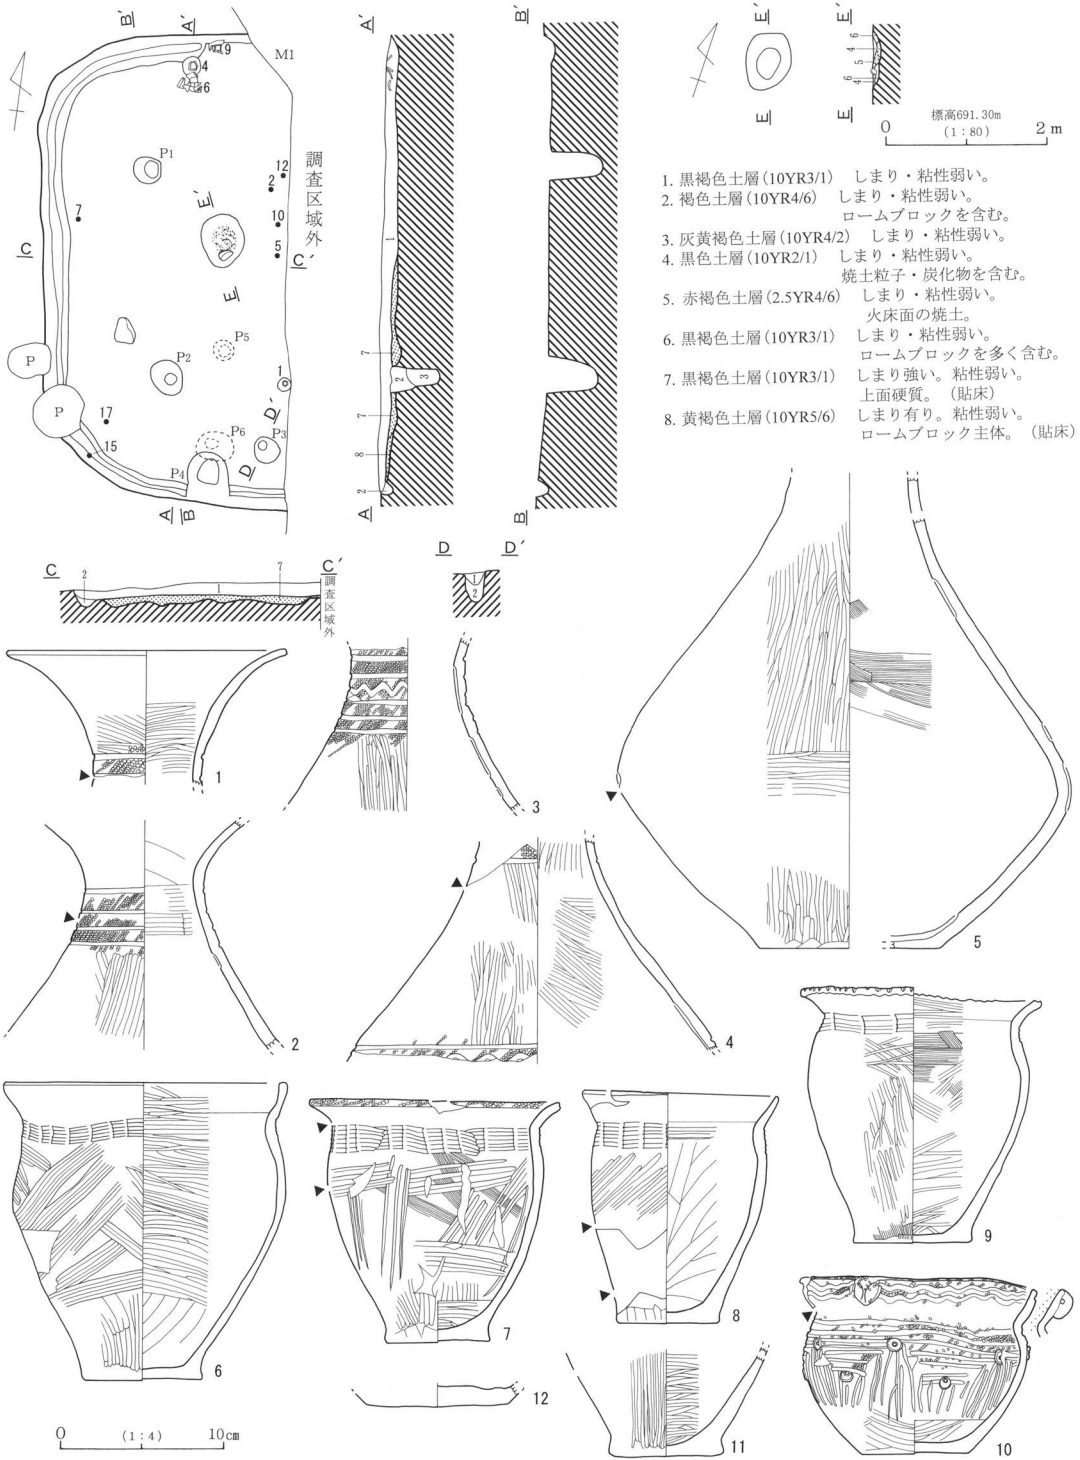 B′
A′
9
4
6
M1
P1
12
2
調査区域外
7
E′
10
5
C
C′
E
P5
P
P2
1
D′
P
17
P6
P3
15
P4
D
A
B
A′
1
7
2
3
7
8
2
A
B′
B
E′
E
E′
6
4
5
6
4
E
標高691.30m
0
(1：80)
2 m
1. 黒褐色土層(10YR3/1) しまり・粘性弱い。
2. 褐色土層(10YR4/6) しまり・粘性弱い。
ロームブロックを含む。
3. 灰黄褐色土層(10YR4/2) しまり・粘性弱い。
4. 黒色土層(10YR2/1) しまり・粘性弱い。
焼土粒子・炭化物を含む。
5. 赤褐色土層(2.5YR4/6) しまり・粘性弱い。
火床面の焼土。
6. 黒褐色土層(10YR3/1) しまり・粘性弱い。
ロームブロックを多く含む。
7. 黒褐色土層(10YR3/1) しまり強い。粘性弱い。
上面硬質。（貼床）
8. 黄褐色土層(10YR5/6) しまり有り。粘性弱い。
ロームブロック主体。（貼床）
C
2
1
7
C′
調査区域外
D
D′
1
2
1
2
3
4
5
6
7
8
9
10
11
12
0
(1：4)
10cm